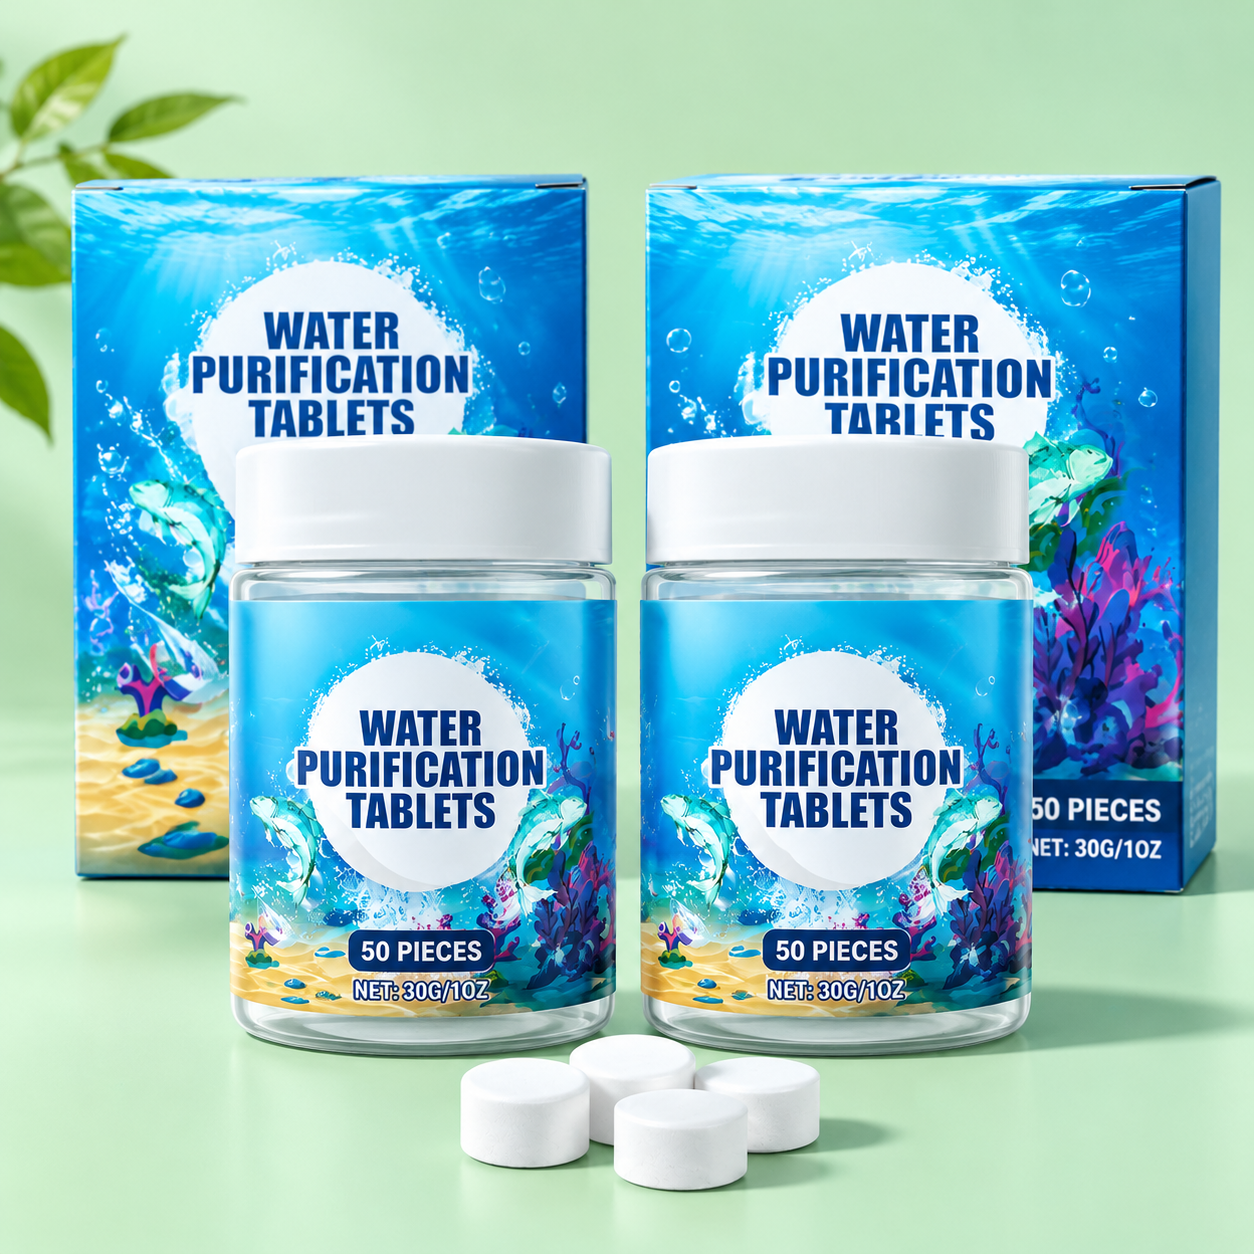 WATER
PURIFICATION
TABLETS
WATER
PURIFICATION
TABLETS
50 PIECES
NET: 30G/1OZ
WATER
PURIFICATION
TABLETS
50 PIECES
NET: 30G/1OZ
WATER
PURIFICATION
TABLETS
50 PIECES
NET: 30G/1OZ